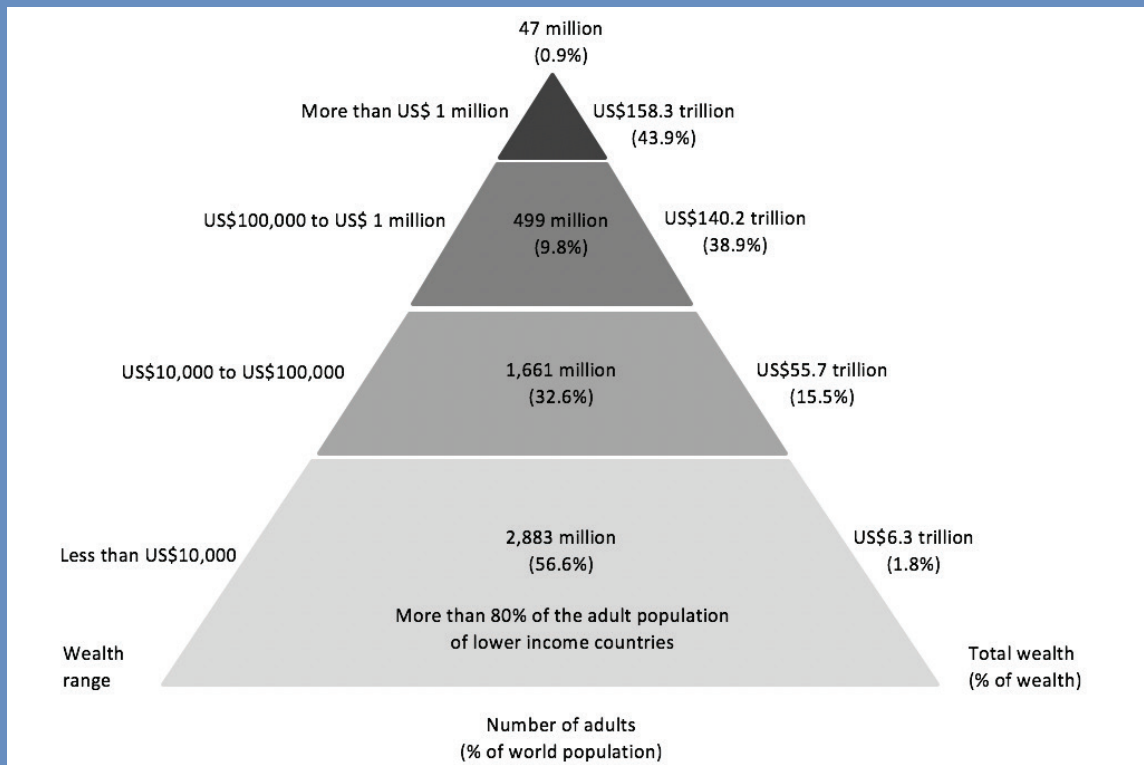 47 million
(0.9%)
More than US$ 1 million
US$158.3 trillion
(43.9%)
US$100,000 to US$ 1 million
499 million
(9.8%)
US$140.2 trillion
(38.9%)
US$10,000 to US$100,000
1,661 million
(32.6%)
US$55.7 trillion
(15.5%)
Less than US$10,000
2,883 million
(56.6%)
US$6.3 trillion
(1.8%)
More than 80% of the adult population
of lower income countries
Wealth
range
Total wealth
(% of wealth)
Number of adults
(% of world population)